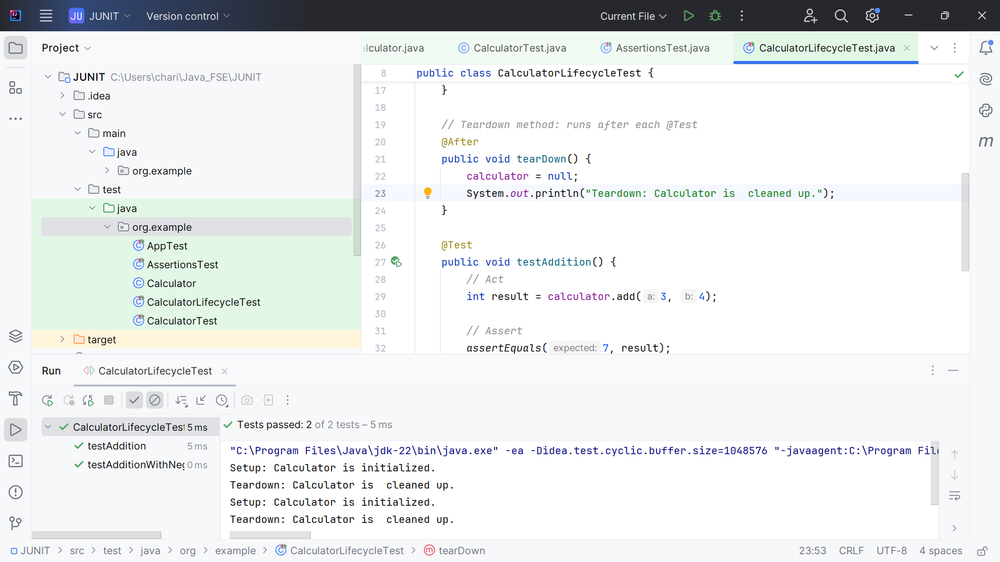 JU JUNIT Version control Current File
Project
lculator.java CalculatorTest.java AssertionsTest.java CalculatorLifecycleTest.java
JUNIT C:\Users\chari\Java_FSE\JUNIT
.idea
src
main
java
org.example
test
java
org.example
AppTest
AssertionsTest
Calculator
CalculatorLifecycleTest
CalculatorTest
target
8 public class CalculatorLifecycleTest {
17 }
18
19 // Teardown method: runs after each @Test
20 @After
21 public void tearDown() {
22 calculator = null;
23 System.out.println("Teardown: Calculator is  cleaned up.");
24 }
25
26 @Test
27 public void testAddition() {
28 // Act
29 int result = calculator.add( a: 3, b: 4);
30
31 // Assert
32 assertEquals( expected: 7, result);
Run CalculatorLifecycleTest
CalculatorLifecycleTest 5 ms
testAddition 5 ms
testAdditionWithNeg 0 ms
Tests passed: 2 of 2 tests – 5 ms
"C:\Program Files\Java\jdk-22\bin\java.exe" -ea -Didea.test.cyclic.buffer.size=1048576 "-javaagent:C:\Program File
Setup: Calculator is initialized.
Teardown: Calculator is  cleaned up.
Setup: Calculator is initialized.
Teardown: Calculator is  cleaned up.
JUNIT > src > test > java > org > example > CalculatorLifecycleTest > m tearDown 23:53 CRLF UTF-8 4 spaces